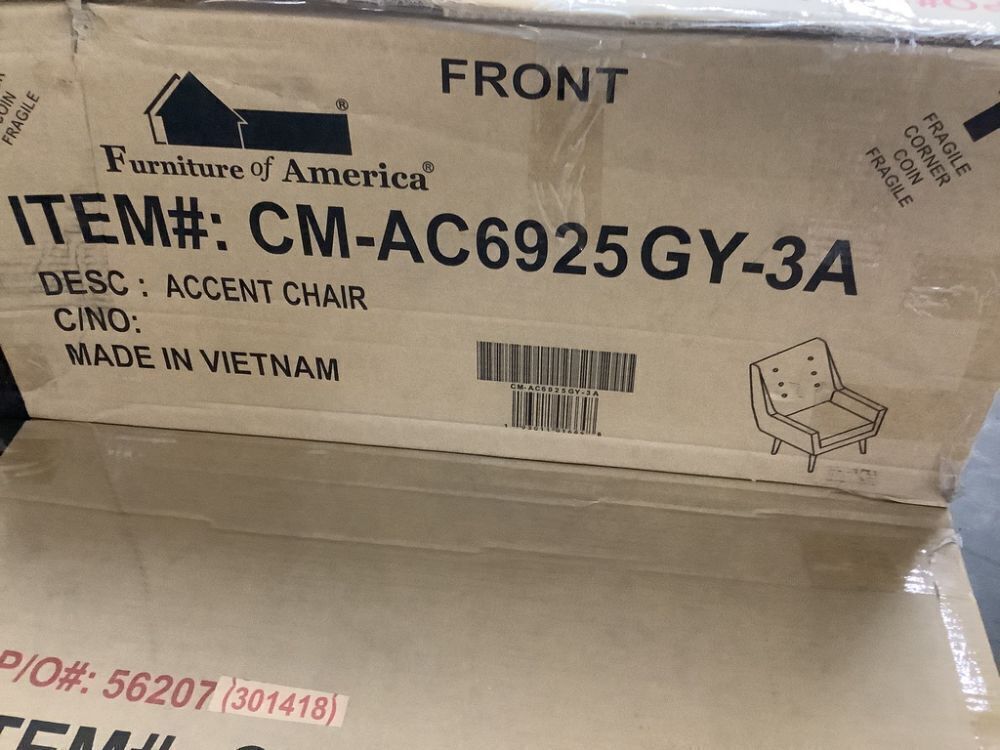 FRONT
Furniture of America®
ITEM#: CM-AC6925GY-3A
DESC : ACCENT CHAIR
C/NO:
MADE IN VIETNAM
CM-AC6925GY-3A
FRAGILE
CORNER
COIN
FRAGILE
COIN
FRAGILE
P/O#: 56207 (301418)